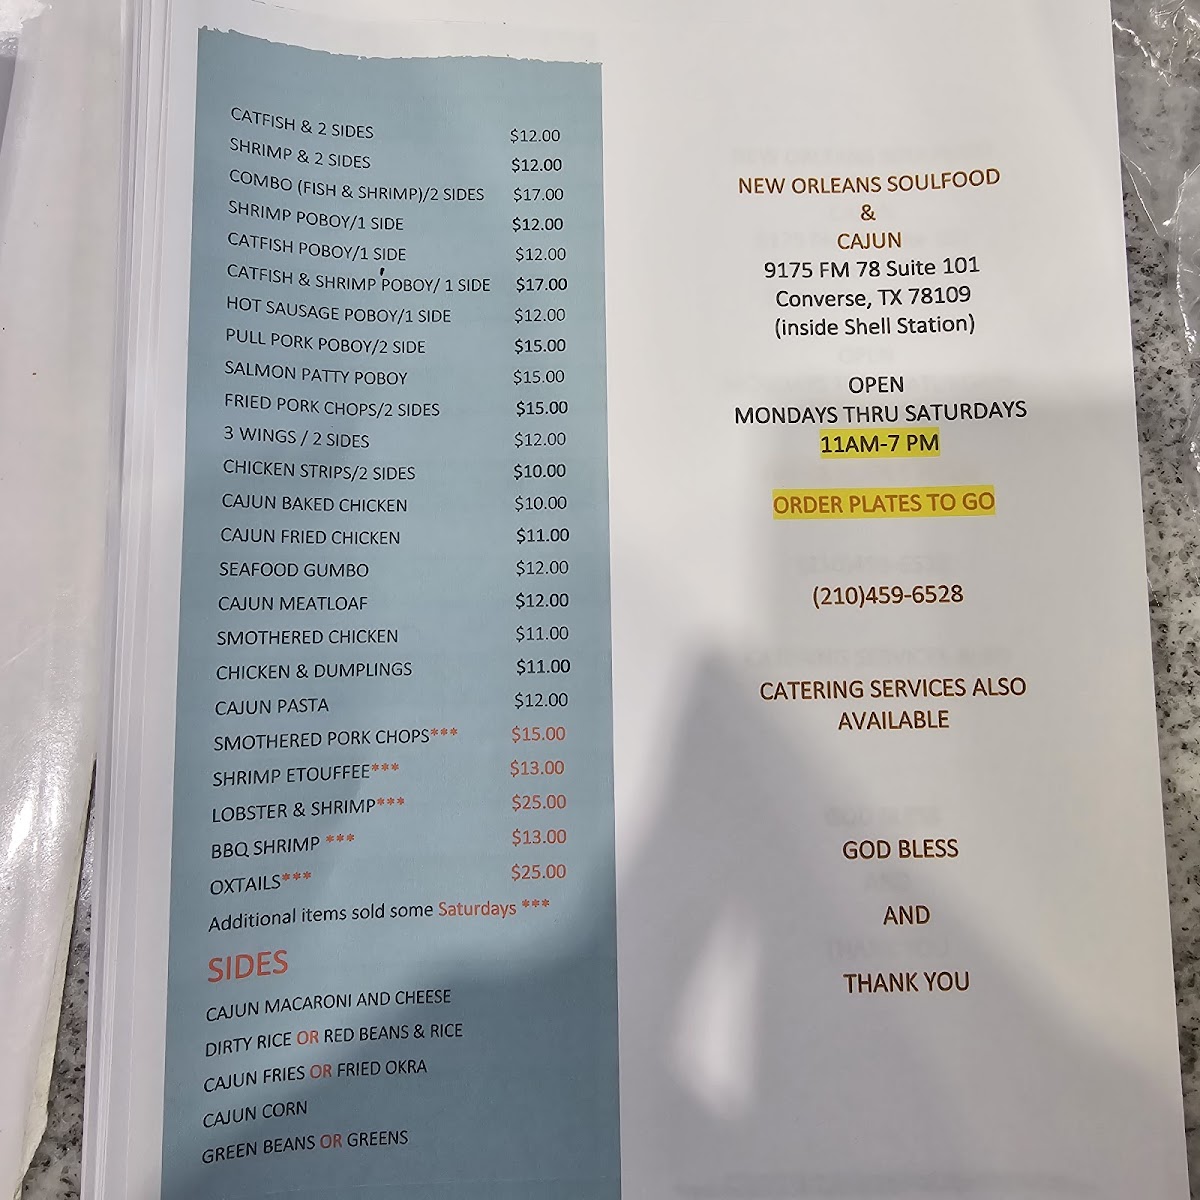 CATFISH & 2 SIDES $12.00
SHRIMP & 2 SIDES $12.00
COMBO (FISH & SHRIMP)/2 SIDES $17.00
SHRIMP POBOY/1 SIDE $12.00
CATFISH POBOY/1 SIDE $12.00
CATFISH & SHRIMP POBOY/ 1 SIDE $17.00
HOT SAUSAGE POBOY/1 SIDE $12.00
PULL PORK POBOY/2 SIDE $15.00
SALMON PATTY POBOY $15.00
FRIED PORK CHOPS/2 SIDES $15.00
3 WINGS / 2 SIDES $12.00
CHICKEN STRIPS/2 SIDES $10.00
CAJUN BAKED CHICKEN $10.00
CAJUN FRIED CHICKEN $11.00
SEAFOOD GUMBO $12.00
CAJUN MEATLOAF $12.00
SMOTHERED CHICKEN $11.00
CHICKEN & DUMPLINGS $11.00
CAJUN PASTA $12.00
SMOTHERED PORK CHOPS*** $15.00
SHRIMP ETOUFFEE*** $13.00
LOBSTER & SHRIMP*** $25.00
BBQ SHRIMP *** $13.00
OXTAILS*** $25.00
Additional items sold some Saturdays ***
SIDES
CAJUN MACARONI AND CHEESE
DIRTY RICE OR RED BEANS & RICE
CAJUN FRIES OR FRIED OKRA
CAJUN CORN
GREEN BEANS OR GREENS
NEW ORLEANS SOULFOOD
&
CAJUN
9175 FM 78 Suite 101
Converse, TX 78109
(inside Shell Station)
OPEN
MONDAYS THRU SATURDAYS
11AM-7 PM
ORDER PLATES TO GO
(210)459-6528
CATERING SERVICES ALSO
AVAILABLE
GOD BLESS
AND
THANK YOU